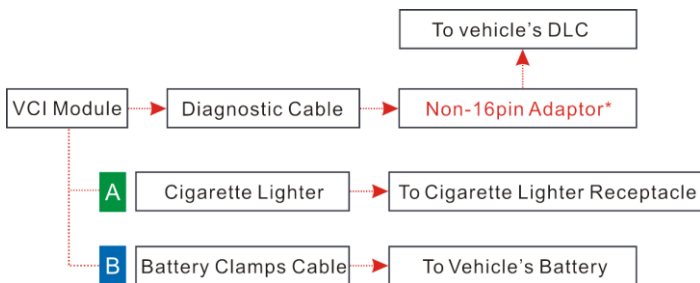 To vehicle's DLC
VCI Module
Diagnostic Cable
Non-16pin Adaptor*
A
Cigarette Lighter
To Cigarette Lighter Receptacle
B
Battery Clamps Cable
To Vehicle's Battery